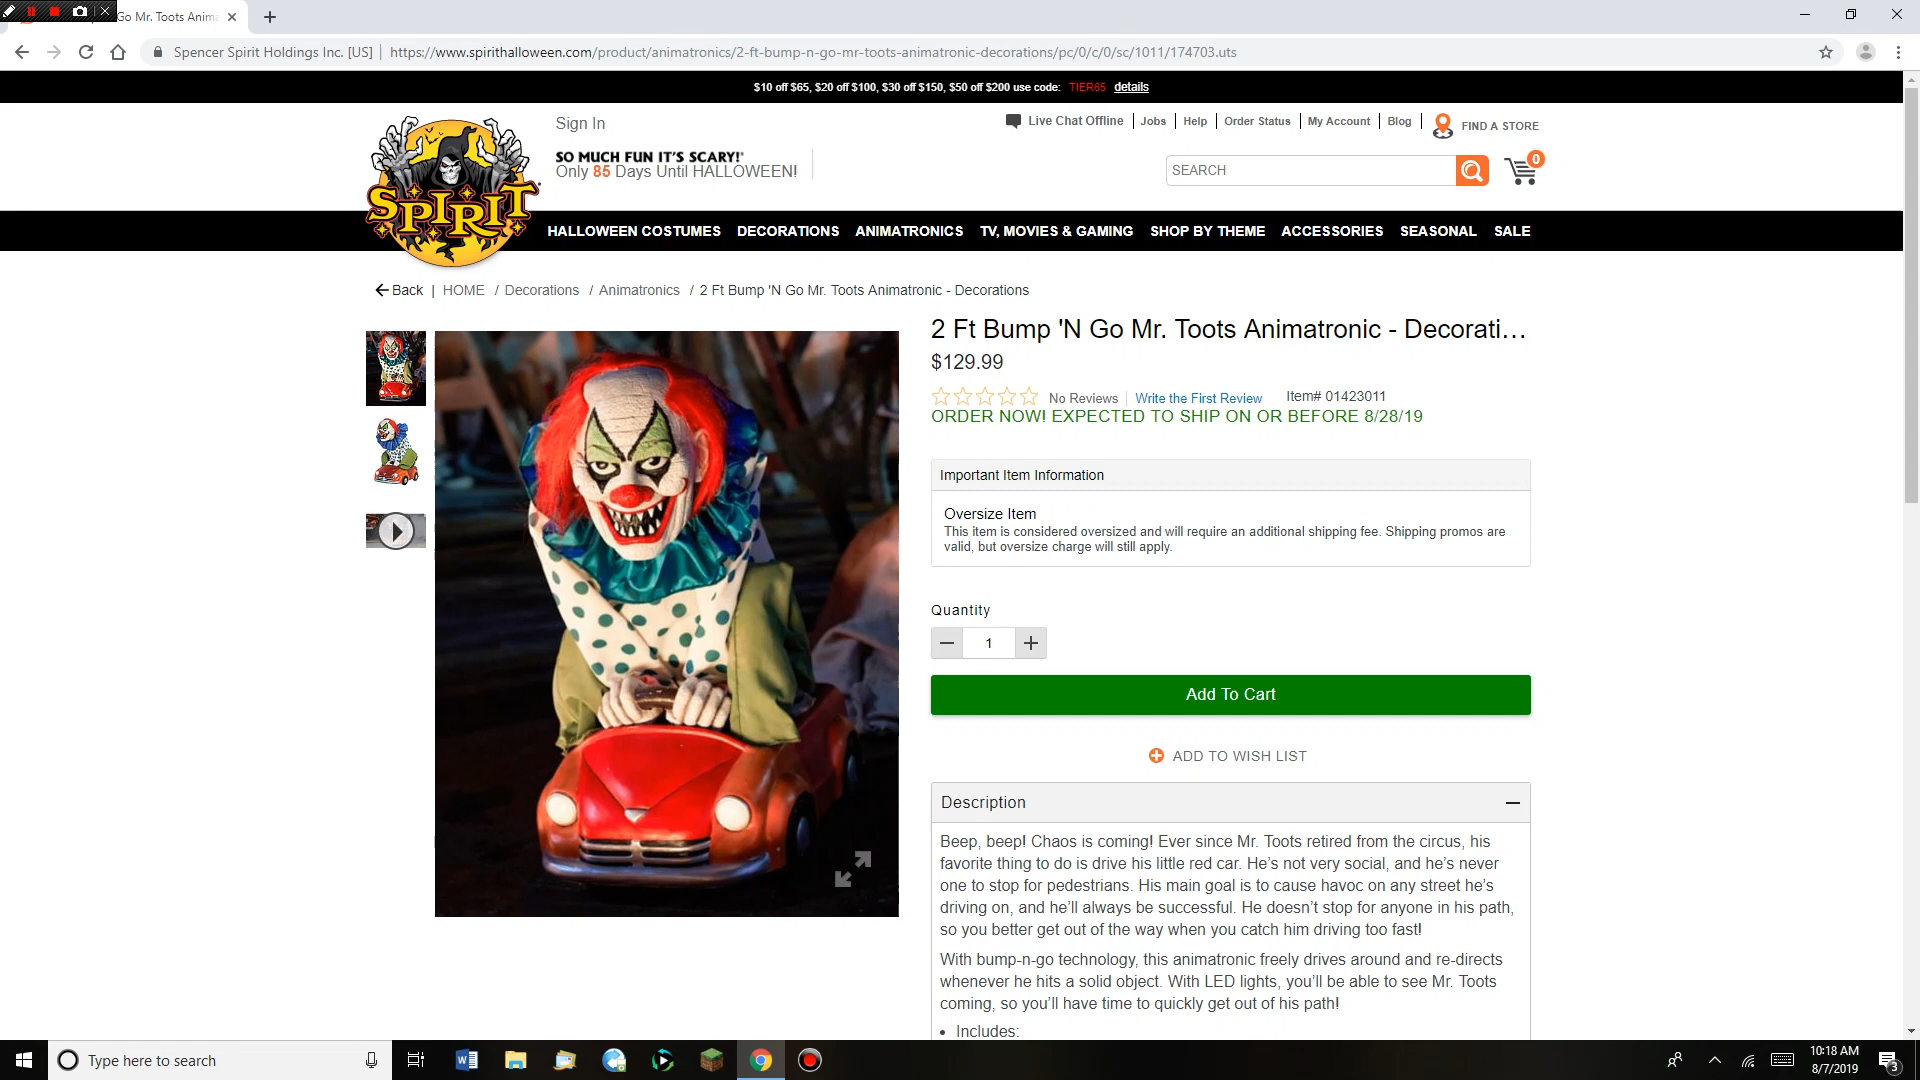 Go Mr. Toots Anima
Spencer Spirit Holdings Inc. [US] | https://www.spirithalloween.com/product/animatronics/2-ft-bump-n-go-mr-toots-animatronic-decorations/pc/0/c/0/sc/1011/174703.uts
$10 off $65, $20 off $100, $30 off $150, $50 off $200 use code: TIER65 details
SPIRIT
Sign In
Live Chat Offline | Jobs | Help | Order Status | My Account | Blog | FIND A STORE
SO MUCH FUN IT'S SCARY!
Only 85 Days Until HALLOWEEN!
SEARCH
0
HALLOWEEN COSTUMES DECORATIONS ANIMATRONICS TV, MOVIES & GAMING SHOP BY THEME ACCESSORIES SEASONAL SALE
Back | HOME / Decorations / Animatronics / 2 Ft Bump 'N Go Mr. Toots Animatronic - Decorations
2 Ft Bump 'N Go Mr. Toots Animatronic - Decorati...
$129.99
No Reviews Write the First Review Item# 01423011
ORDER NOW! EXPECTED TO SHIP ON OR BEFORE 8/28/19
Important Item Information
Oversize Item
This item is considered oversized and will require an additional shipping fee. Shipping promos are
valid, but oversize charge will still apply.
Quantity
1
Add To Cart
ADD TO WISH LIST
Description
Beep, beep! Chaos is coming! Ever since Mr. Toots retired from the circus, his
favorite thing to do is drive his little red car. He's not very social, and he's never
one to stop for pedestrians. His main goal is to cause havoc on any street he's
driving on, and he'll always be successful. He doesn't stop for anyone in his path,
so you better get out of the way when you catch him driving too fast!
With bump-n-go technology, this animatronic freely drives around and re-directs
whenever he hits a solid object. With LED lights, you'll be able to see Mr. Toots
coming, so you'll have time to quickly get out of his path!
• Includes:
Type here to search
10:18 AM
8/7/2019
3